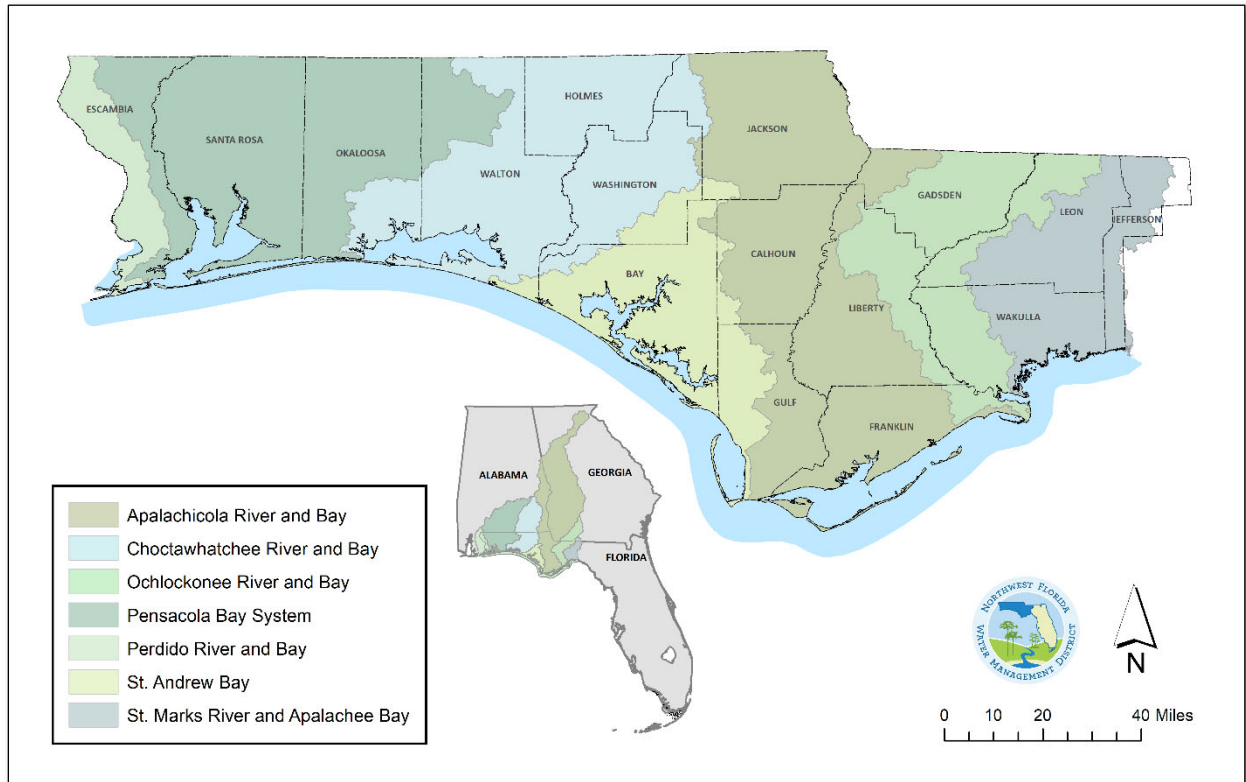 ESCAMBIA
SANTA ROSA
OKALOOSA
WALTON
HOLMES
WASHINGTON
JACKSON
BAY
CALHOUN
GULF
LIBERTY
FRANKLIN
GADSDEN
LEON
JEFFERSON
WAKULLA
ALABAMA
GEORGIA
FLORIDA
Apalachicola River and Bay
Choctawhatchee River and Bay
Ochlockonee River and Bay
Pensacola Bay System
Perdido River and Bay
St. Andrew Bay
St. Marks River and Apalachee Bay
NORTHWEST FLORIDA
WATER MANAGEMENT DISTRICT
N
0 10 20 40 Miles